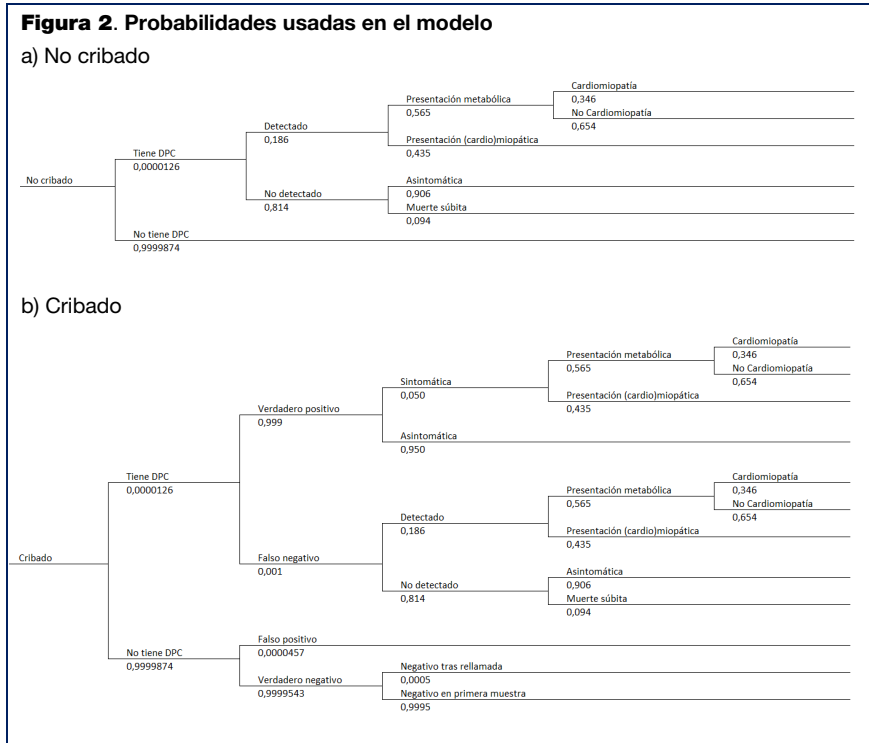 Figura 2. Probabilidades usadas en el modelo
a) No cribado
Cardiomiopatía
Presentación metabólica
0,346
0,565
No Cardiomiopatía
Detectado
0,654
0,186
Presentación (cardio)miopática
Tiene DPC
0,435
0,0000126
No cribado
Asintomática
No detectado
0,906
0,814
Muerte súbita
0,094
No tiene DPC
0,9999874
b) Cribado
Cardiomiopatía
Presentación metabólica
0,346
0,565
No Cardiomiopatía
Sintomática
0,654
0,050
Presentación (cardio)miopática
Verdadero positivo
0,435
0,999
Asintomática
0,950
Tiene DPC
0,0000126
Cardiomiopatía
Presentación metabólica
0,346
0,565
No Cardiomiopatía
Detectado
0,654
0,186
Presentación (cardio)miopática
0,435
Cribado
Falso negativo
0,001
Asintomática
No detectado
0,906
0,814
Muerte súbita
0,094
Falso positivo
No tiene DPC
0,0000457
0,9999874
Negativo tras rellamada
Verdadero negativo
0,0005
0,9999543
Negativo en primera muestra
0,9995